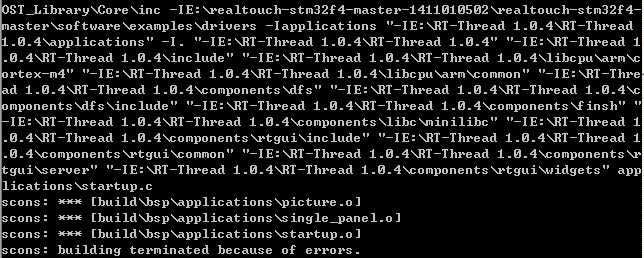 OST_Library\Core\inc -IE:\realtouch-stm32f4-master-1411010502\realtouch-stm32f4-
master\software\examples\drivers -Iapplications "-IE:\RT-Thread 1.0.4\RT-Thread
1.0.4\applications" -I. "-IE:\RT-Thread 1.0.4\RT-Thread 1.0.4" "-IE:\RT-Thread 1
.0.4\RT-Thread 1.0.4\include" "-IE:\RT-Thread 1.0.4\RT-Thread 1.0.4\libcpu\arm\c
ortex-m4" "-IE:\RT-Thread 1.0.4\RT-Thread 1.0.4\libcpu\arm\common" "-IE:\RT-Thre
ad 1.0.4\RT-Thread 1.0.4\components\dfs" "-IE:\RT-Thread 1.0.4\RT-Thread 1.0.4\c
omponents\dfs\include" "-IE:\RT-Thread 1.0.4\RT-Thread 1.0.4\components\finsh" "
-IE:\RT-Thread 1.0.4\RT-Thread 1.0.4\components\libc\minilibc" "-IE:\RT-Thread 1
.0.4\RT-Thread 1.0.4\components\rtgui\include" "-IE:\RT-Thread 1.0.4\RT-Thread 1
.0.4\components\rtgui\common" "-IE:\RT-Thread 1.0.4\RT-Thread 1.0.4\components\r
tgui\server" "-IE:\RT-Thread 1.0.4\RT-Thread 1.0.4\components\rtgui\widgets" app
lications\startup.c
scons: *** [build\bsp\applications\picture.o]
scons: *** [build\bsp\applications\single_panel.o]
scons: *** [build\bsp\applications\startup.o]
scons: building terminated because of errors.